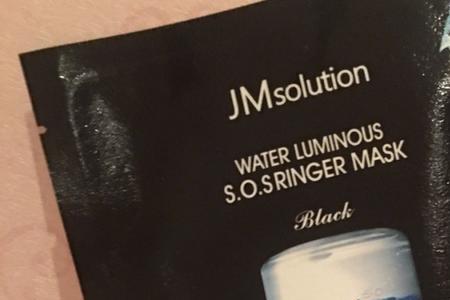 JMsolution
WATER LUMINOUS
S.O.S RINGER MASK
Black